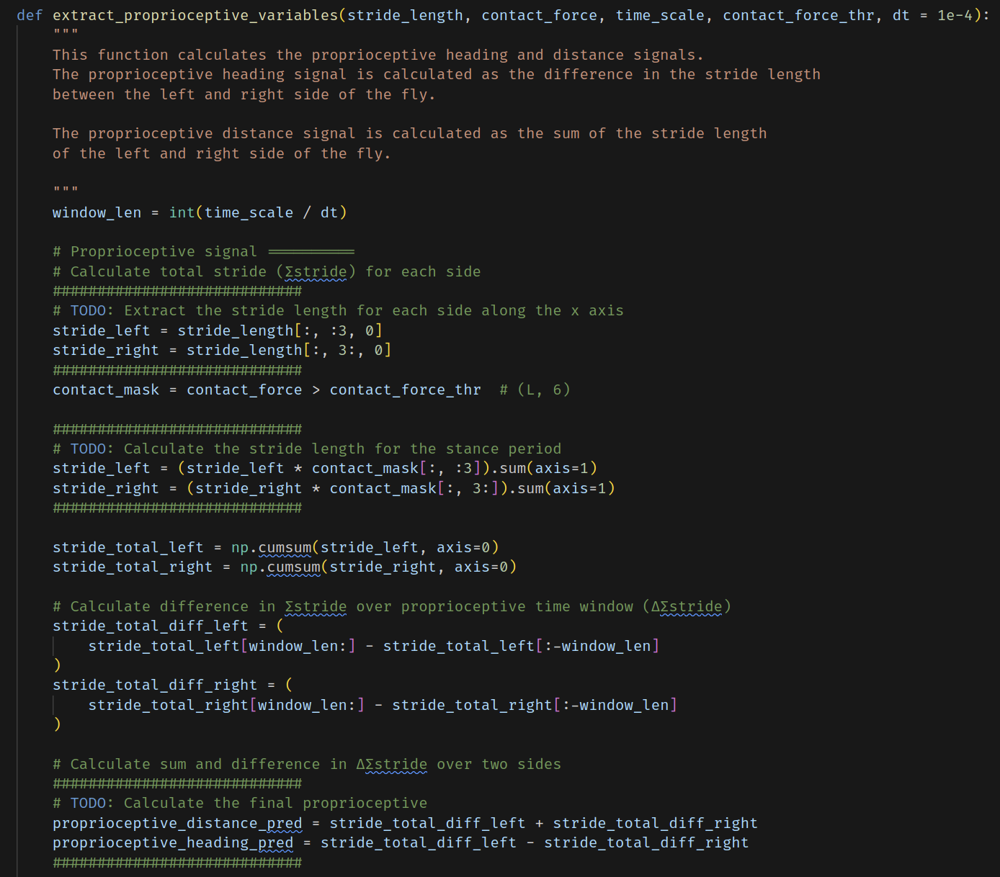 def extract_proprioceptive_variables(stride_length, contact_force, time_scale, contact_force_thr, dt = 1e-4):
    """
    This function calculates the proprioceptive heading and distance signals.
    The proprioceptive heading signal is calculated as the difference in the stride length
    between the left and right side of the fly.

    The proprioceptive distance signal is calculated as the sum of the stride length
    of the left and right side of the fly.

    """
    window_len = int(time_scale / dt)

    # Proprioceptive signal ==========
    # Calculate total stride (Σstride) for each side
    ############################
    # TODO: Extract the stride length for each side along the x axis
    stride_left = stride_length[:, :3, 0]
    stride_right = stride_length[:, 3:, 0]
    ############################
    contact_mask = contact_force > contact_force_thr  # (L, 6)

    ############################
    # TODO: Calculate the stride length for the stance period
    stride_left = (stride_left * contact_mask[:, :3]).sum(axis=1)
    stride_right = (stride_right * contact_mask[:, 3:]).sum(axis=1)
    ############################

    stride_total_left = np.cumsum(stride_left, axis=0)
    stride_total_right = np.cumsum(stride_right, axis=0)

    # Calculate difference in Σstride over proprioceptive time window (ΔΣstride)
    stride_total_diff_left = (
        stride_total_left[window_len:] - stride_total_left[:-window_len]
    )
    stride_total_diff_right = (
        stride_total_right[window_len:] - stride_total_right[:-window_len]
    )

    # Calculate sum and difference in ΔΣstride over two sides
    ############################
    # TODO: Calculate the final proprioceptive
    proprioceptive_distance_pred = stride_total_diff_left + stride_total_diff_right
    proprioceptive_heading_pred = stride_total_diff_left - stride_total_diff_right
    ############################